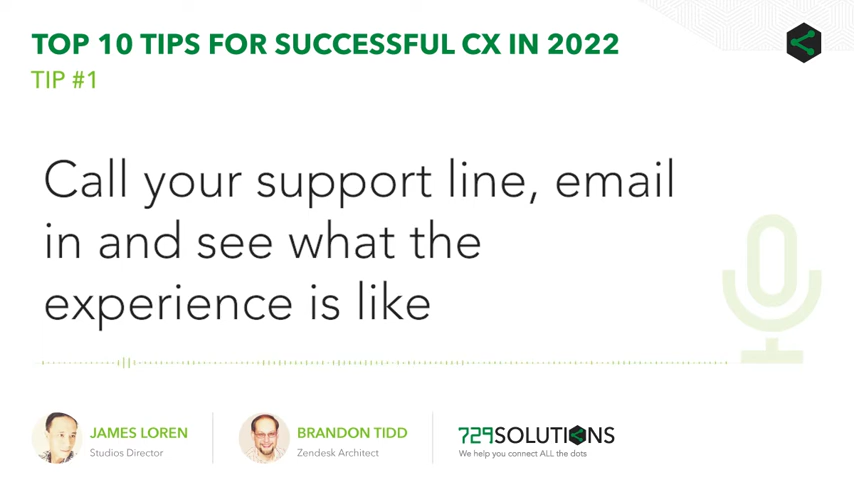 TOP 10 TIPS FOR SUCCESSFUL CX IN 2022
TIP #1
Call your support line, email
in and see what the
experience is like
JAMES LOREN
Studios Director
BRANDON TIDD
Zendesk Architect
729SOLUTIONS
We help you connect ALL the dots